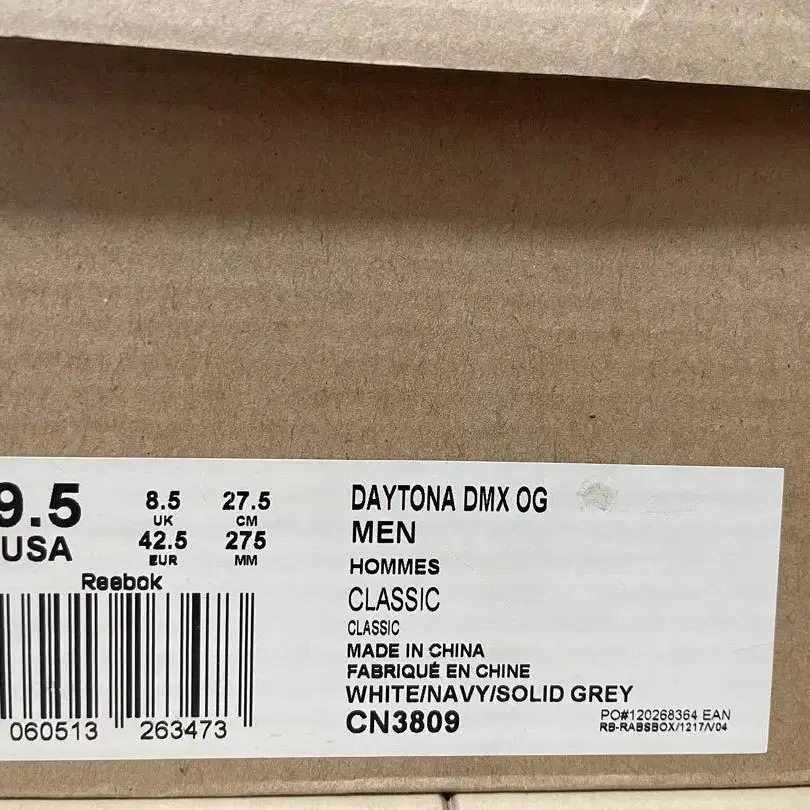 9.5
USA
8.5
UK
42.5
EUR
27.5
CM
275
MM
Reebok
060513 263473
DAYTONA DMX OG
MEN
HOMMES
CLASSIC
CLASSIC
MADE IN CHINA
FABRIQUÉ EN CHINE
WHITE/NAVY/SOLID GREY
CN3809
PO#120268364 EAN
RB-RABSBOX/1217/V04